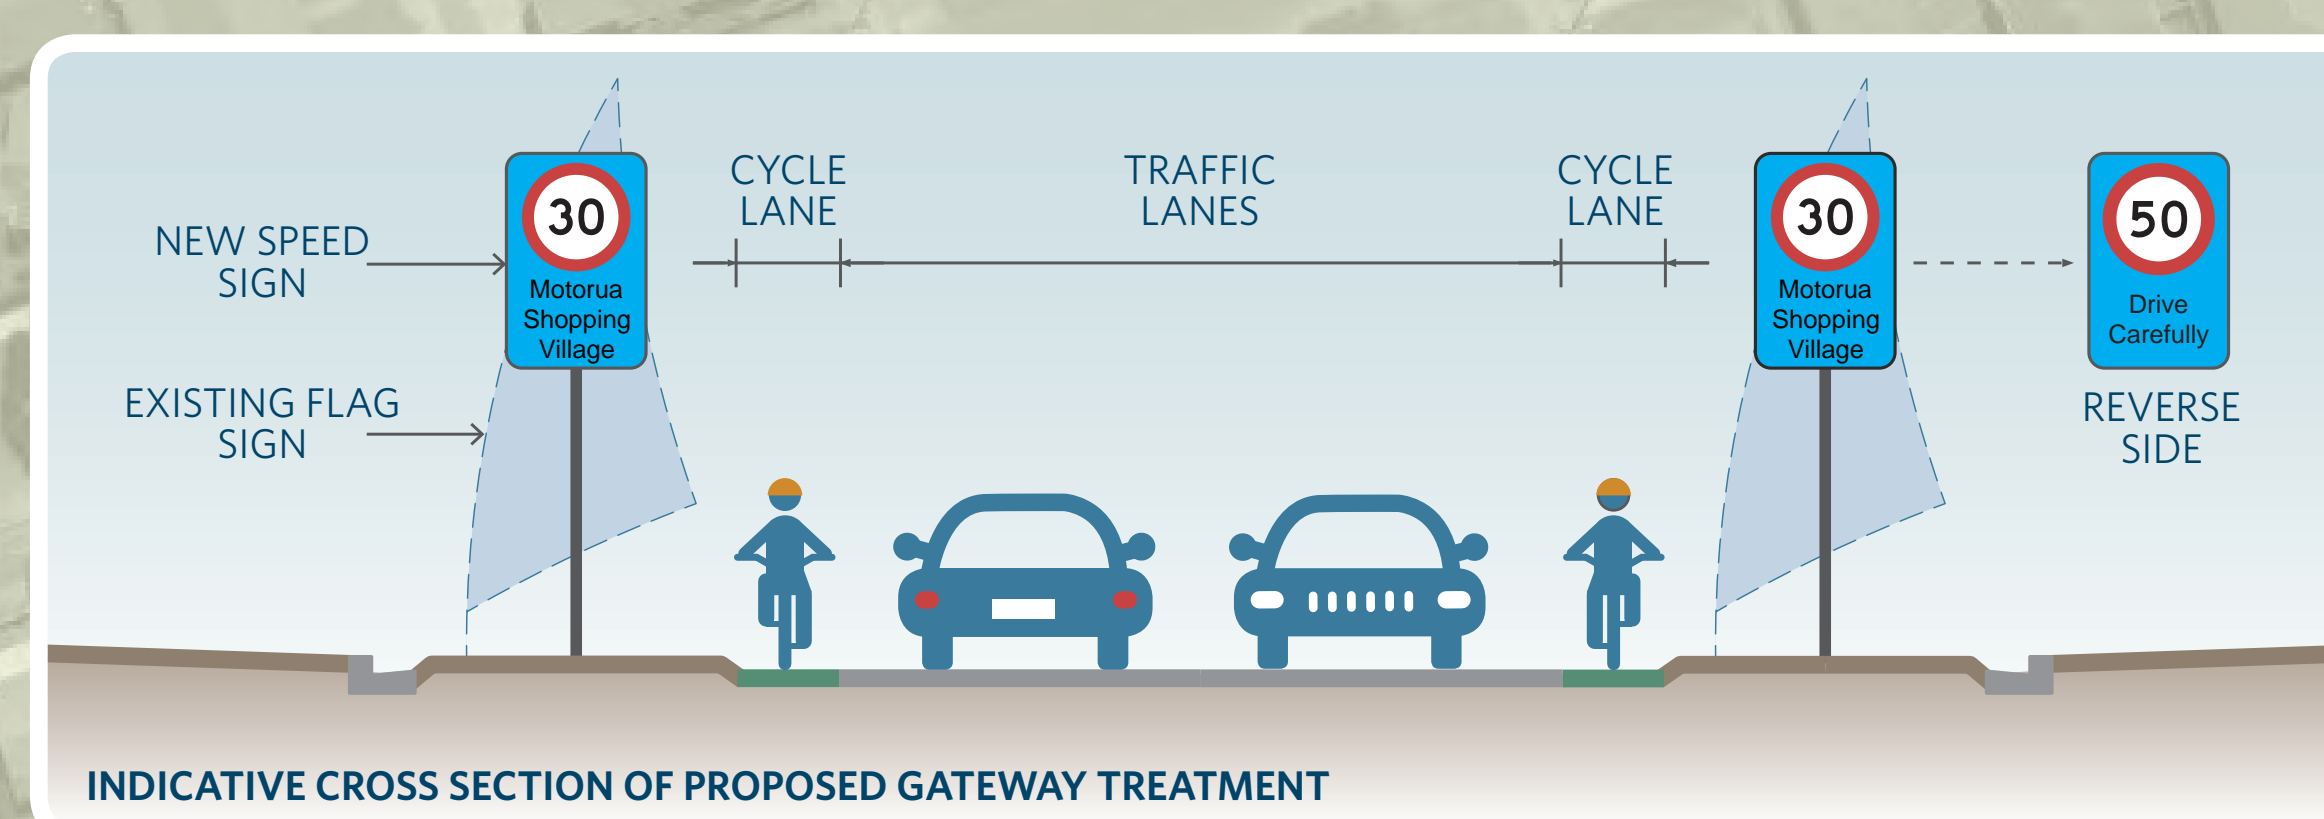 NEW SPEED
SIGN
EXISTING FLAG
SIGN
30
Motorua
Shopping
Village
CYCLE
LANE
TRAFFIC
LANES
CYCLE
LANE
30
Motorua
Shopping
Village
50
Drive
Carefully
REVERSE
SIDE
INDICATIVE CROSS SECTION OF PROPOSED GATEWAY TREATMENT